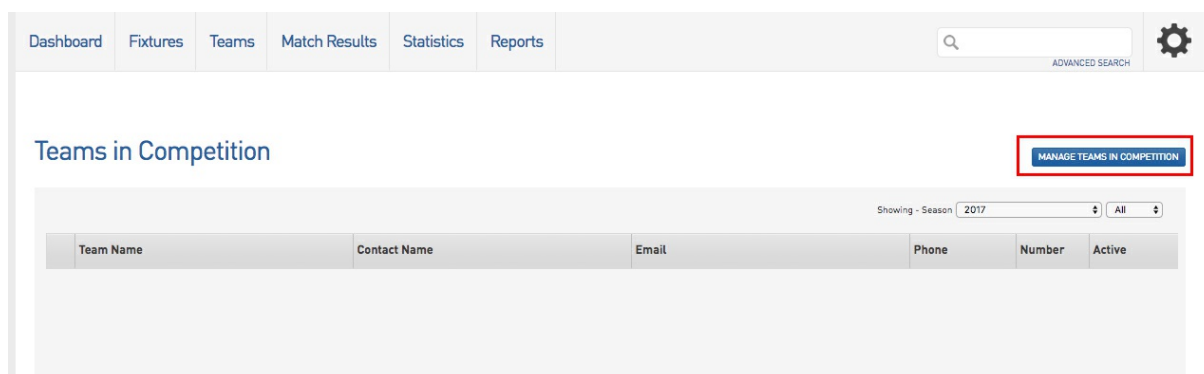 Dashboard Fixtures Teams Match Results Statistics Reports
ADVANCED SEARCH
Teams in Competition
MANAGE TEAMS IN COMPETITION
Showing - Season 2017 All
Team Name Contact Name Email Phone Number Active